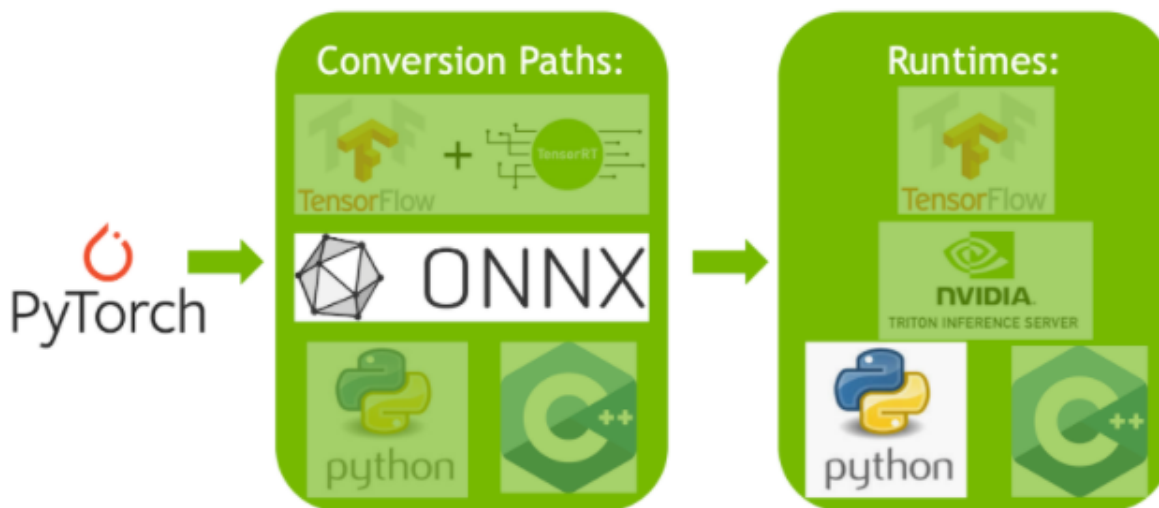 PyTorch
Conversion Paths:
TensorFlow
+
TensorRT
ONNX
python
C++
Runtimes:
TensorFlow
NVIDIA.
TRITON INFERENCE SERVER
python
C++